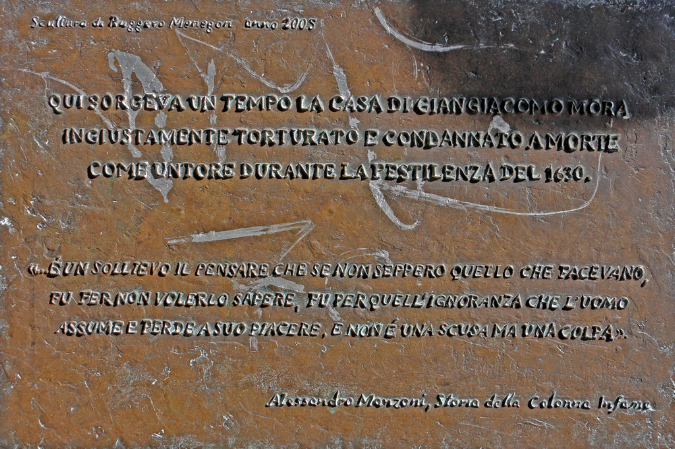 Scultura di Ruggero Menegon anno 2005
QUI SORGEVA UN TEMPO LA CASA DI GIANGIACOMO MORA
INGIUSTAMENTE TORTURATO E CONDANNATO A MORTE
COME UNTORE DURANTE LA PESTILENZA DEL 1630.
«...É UN SOLLIEVO IL PENSARE CHE SE NON SEPPERO QUELLO CHE FACEVANO,
FU PER NON VOLERLO SAPERE, FU PER QUELL'IGNORANZA CHE L'UOMO
ASSUME E PERDE A SUO PIACERE, E NON É UNA SCUSA MA UNA COLPA».
Alessandro Manzoni, Storia della Colonna Infame